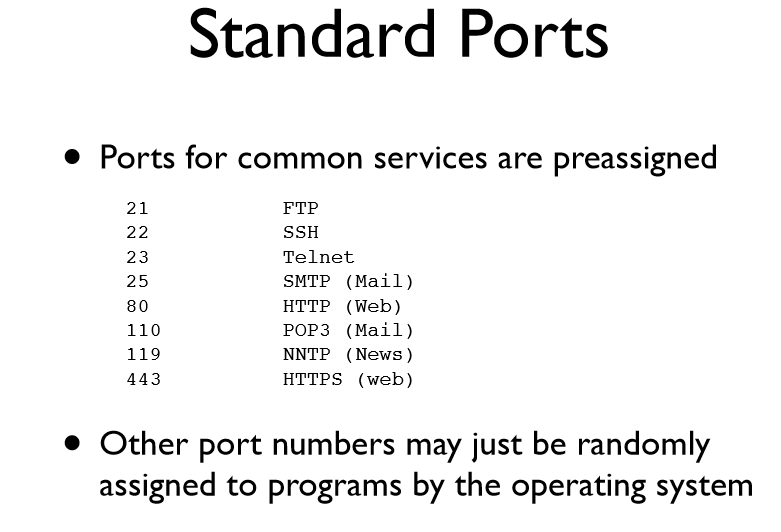 Standard Ports
• Ports for common services are preassigned
21 FTP
22 SSH
23 Telnet
25 SMTP (Mail)
80 HTTP (Web)
110 POP3 (Mail)
119 NNTP (News)
443 HTTPS (web)
• Other port numbers may just be randomly
assigned to programs by the operating system